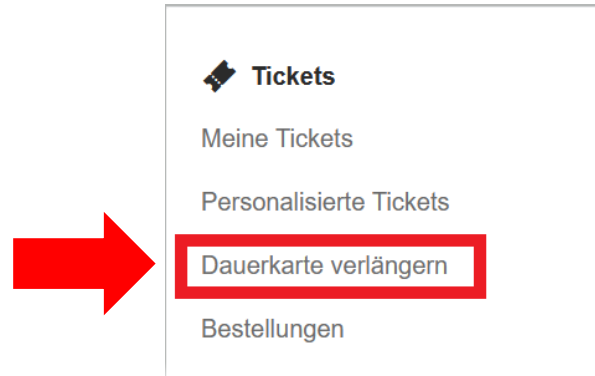 Tickets
Meine Tickets
Personalisierte Tickets
Dauerkarte verlängern
Bestellungen